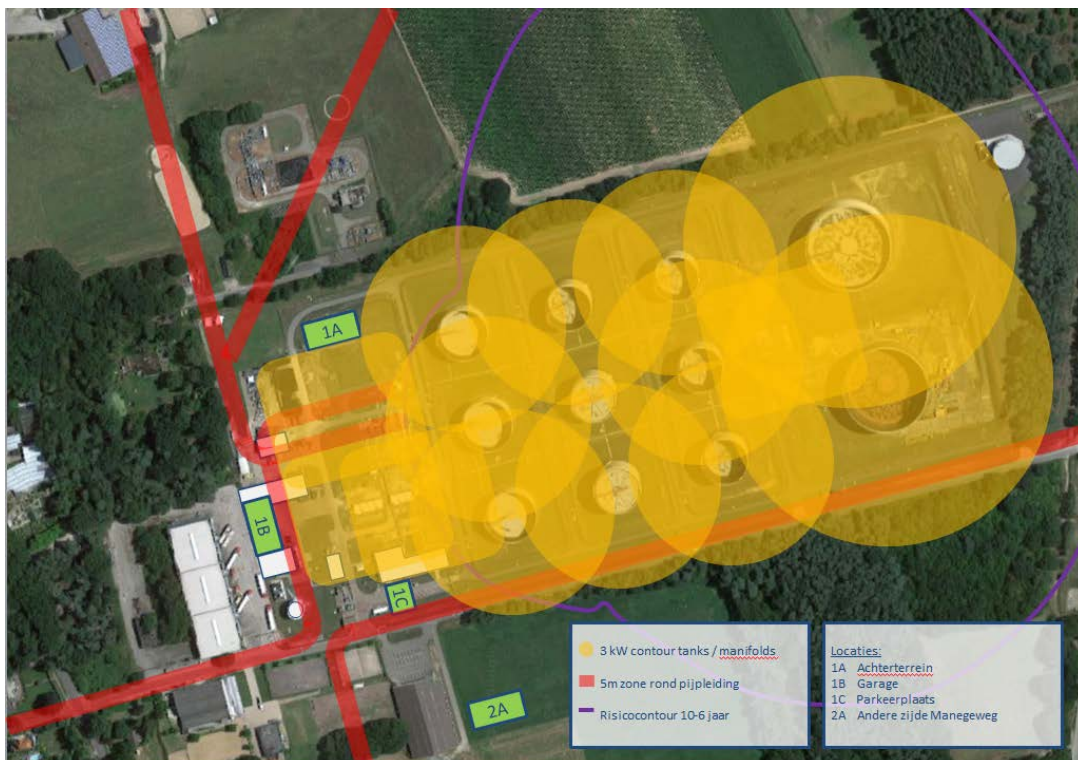 1A
1B
1C
2A
3 kW contour tanks / manifolds
5m zone rond pijpleiding
Risicocontour 10-6 jaar
Locaties:
1A Achterterrein
1B Garage
1C Parkeerplaats
2A Andere zijde Manegeweg